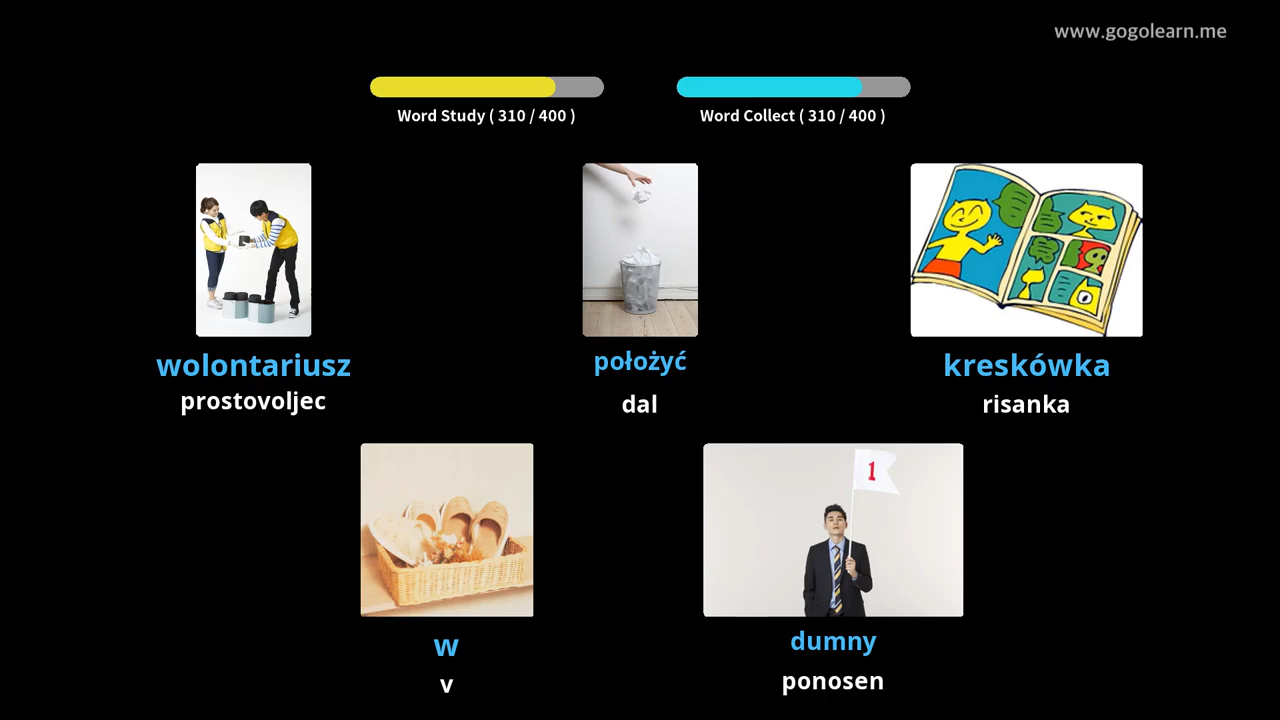 www.gogolearn.me
Word Study ( 310 / 400 )
Word Collect ( 310 / 400 )
wolontariusz
prostovoljec
położyć
dal
kreskówka
risanka
1
w
v
dumny
ponosen